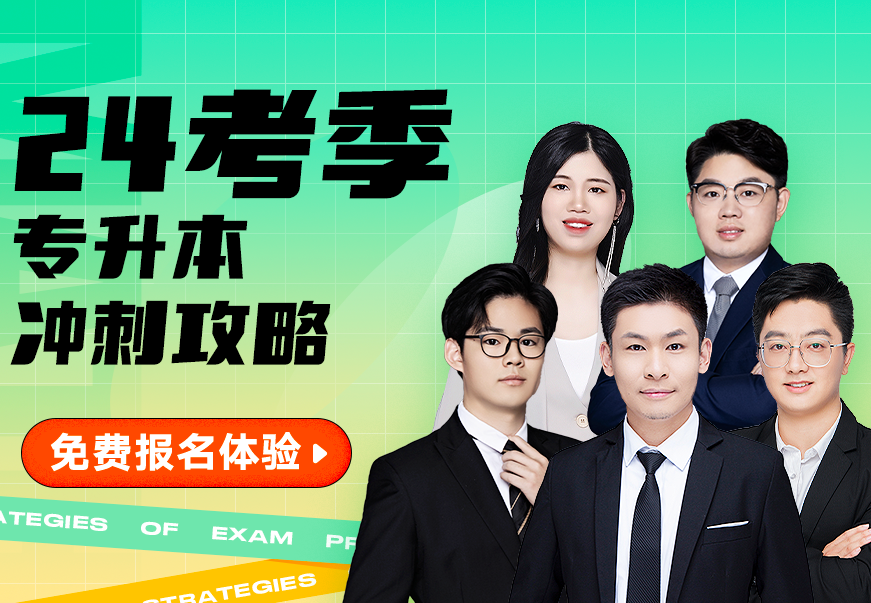 24考季
专升本
冲刺攻略
免费报名体验
ATEGIES OF EXAM PR
STRATEGIES